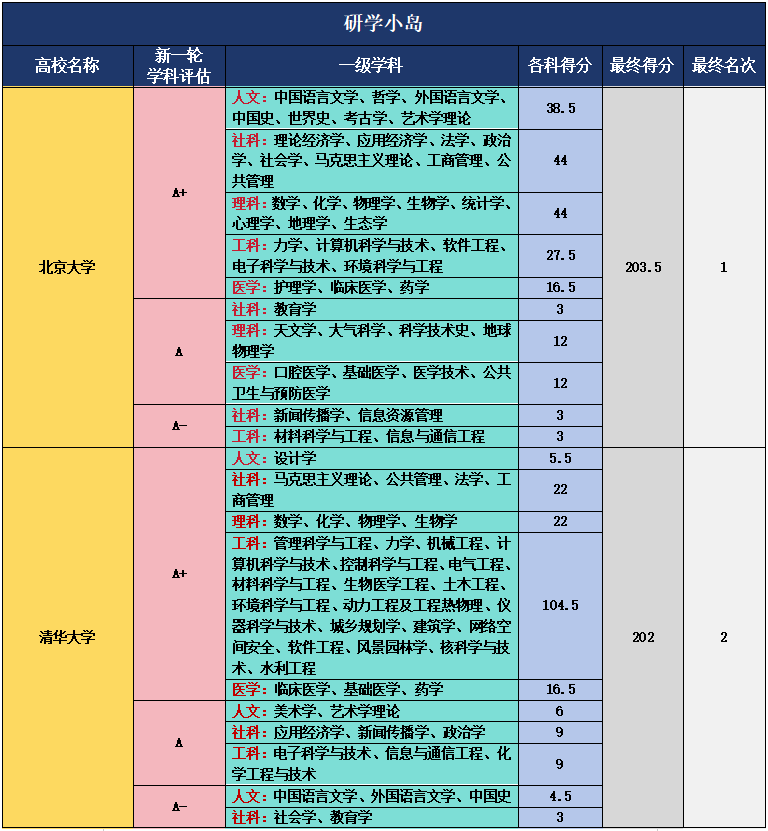 研学小岛
高校名称
新一轮
学科评估
一级学科
各科得分
最终得分
最终名次
北京大学
A+
人文：中国语言文学、哲学、外国语言文学、
中国史、世界史、考古学、艺术学理论
38.5
社科：理论经济学、应用经济学、法学、政治
学、社会学、马克思主义理论、工商管理、公
共管理
44
理科：数学、化学、物理学、生物学、统计学、
心理学、地理学、生态学
44
工科：力学、计算机科学与技术、软件工程、
电子科学与技术、环境科学与工程
27.5
医学：护理学、临床医学、药学
16.5
A
社科：教育学
3
理科：天文学、大气科学、科学技术史、地球
物理学
12
医学：口腔医学、基础医学、医学技术、公共
卫生与预防医学
12
A-
社科：新闻传播学、信息资源管理
3
工科：材料科学与工程、信息与通信工程
3
203.5
1
清华大学
A+
人文：设计学
5.5
社科：马克思主义理论、公共管理、法学、工
商管理
22
理科：数学、化学、物理学、生物学
22
工科：管理科学与工程、力学、机械工程、计
算机科学与技术、控制科学与工程、电气工程、
材料科学与工程、生物医学工程、土木工程、
环境科学与工程、动力工程及工程热物理、仪
器科学与技术、城乡规划学、建筑学、网络空
间安全、软件工程、风景园林学、核科学与技
术、水利工程
104.5
医学：临床医学、基础医学、药学
16.5
A
人文：美术学、艺术学理论
6
社科：应用经济学、新闻传播学、政治学
9
工科：电子科学与技术、信息与通信工程、化
学工程与技术
9
A-
人文：中国语言文学、外国语言文学、中国史
4.5
社科：社会学、教育学
3
202
2